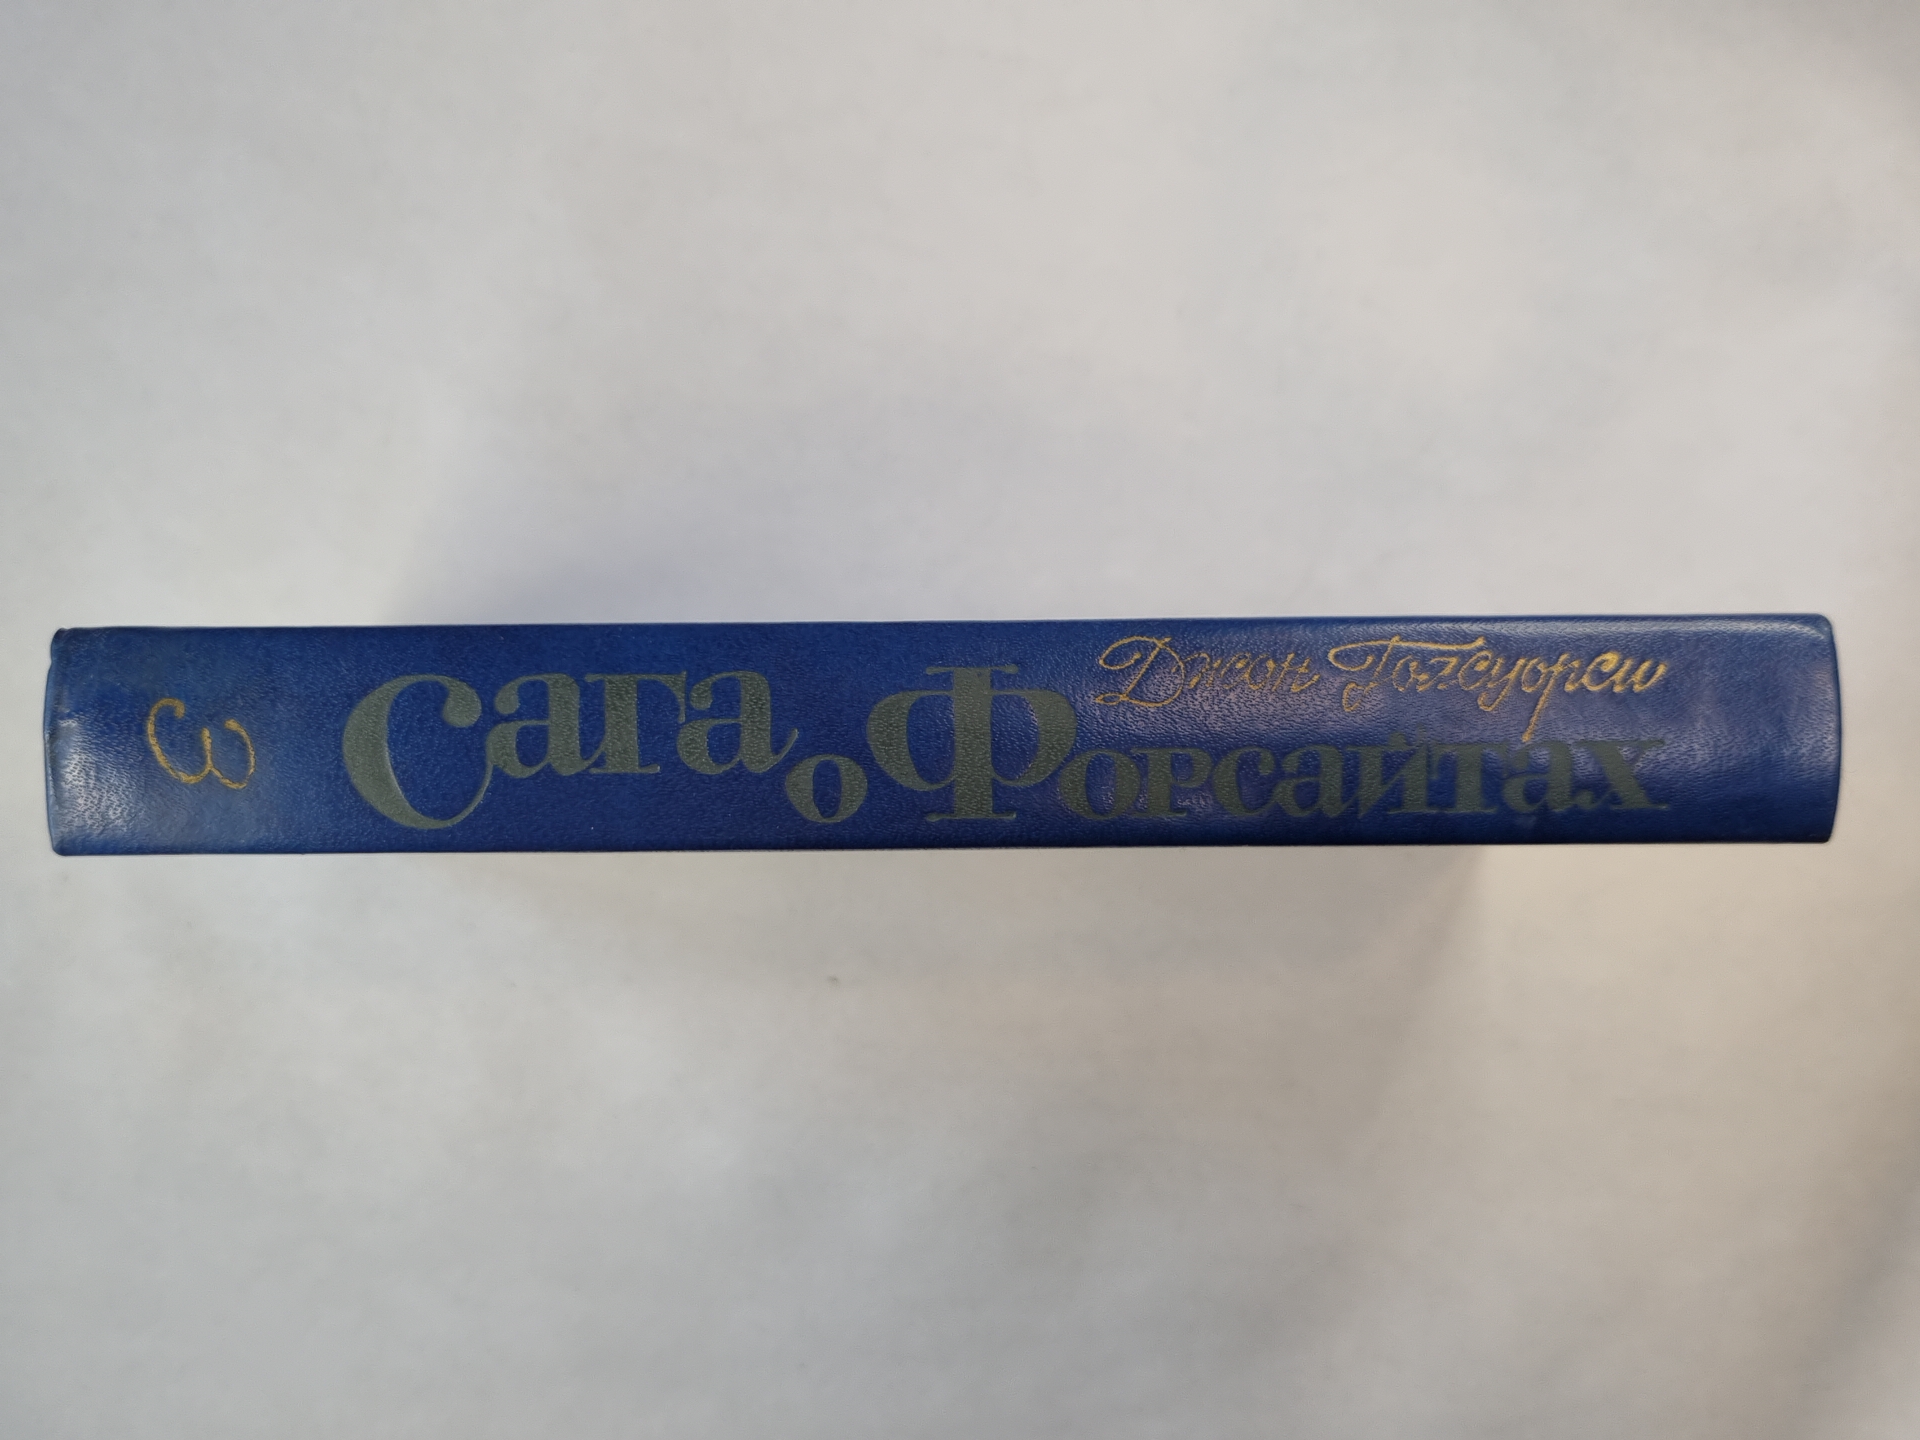 Джон Голсуорси
Сага о Форсайтах
3